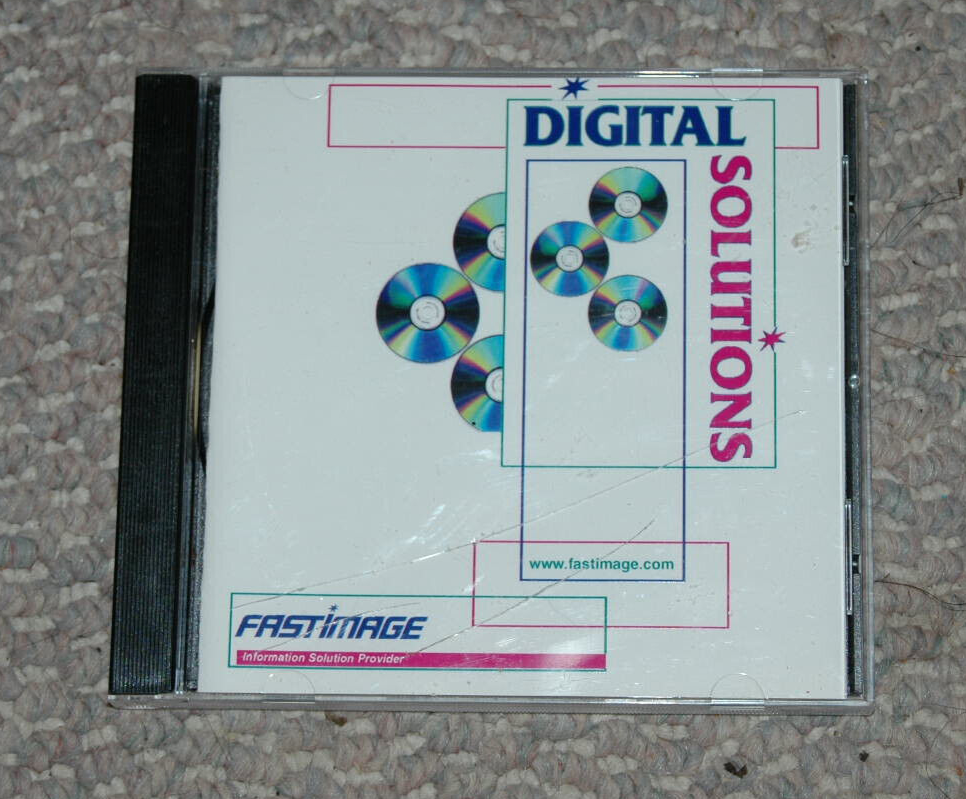 DIGITAL
SOLUTIONS
www.fastimage.com
FASTIMAGE
Information Solution Provider